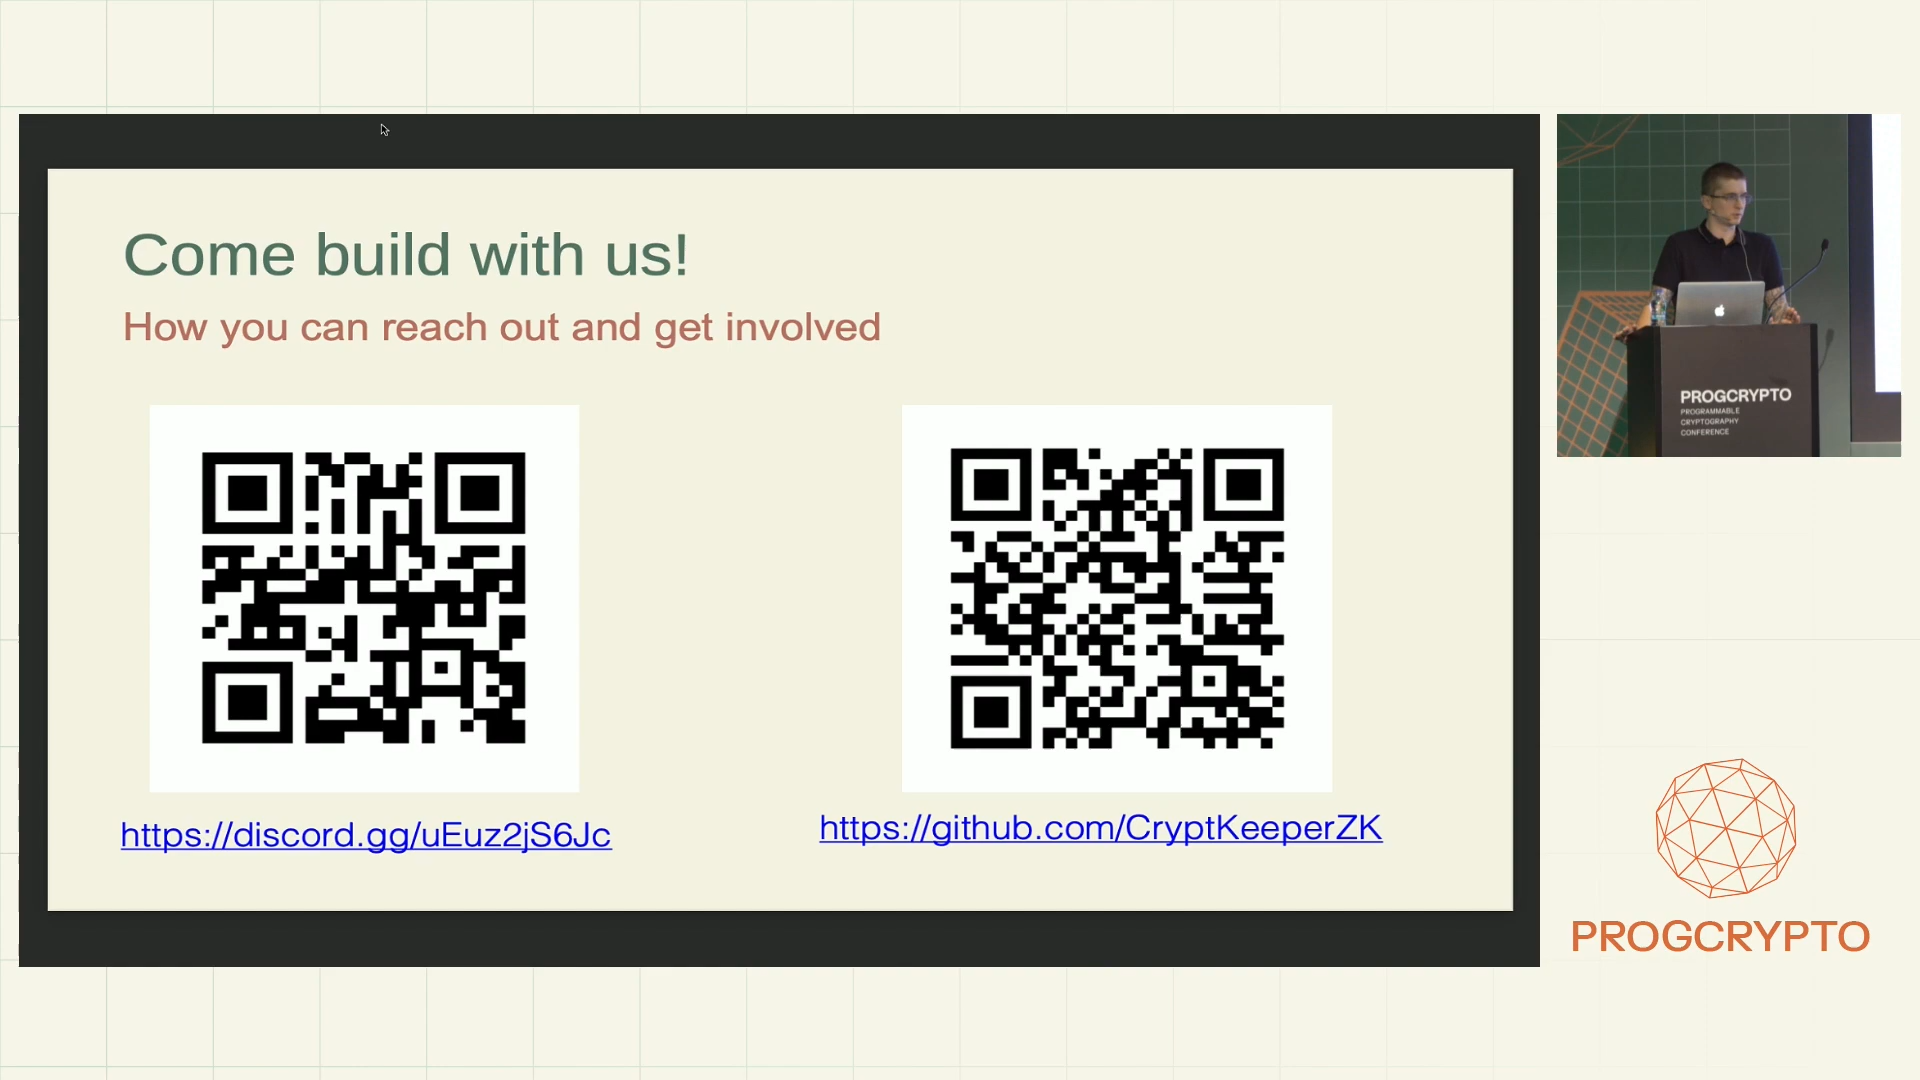 Come build with us!
How you can reach out and get involved
https://discord.gg/uEuz2jS6Jc
https://github.com/CryptKeeperZK
PROGCRYPTO
PROGRAMMABLE
CRYPTOGRAPHY
CONFERENCE
PROGCRYPTO